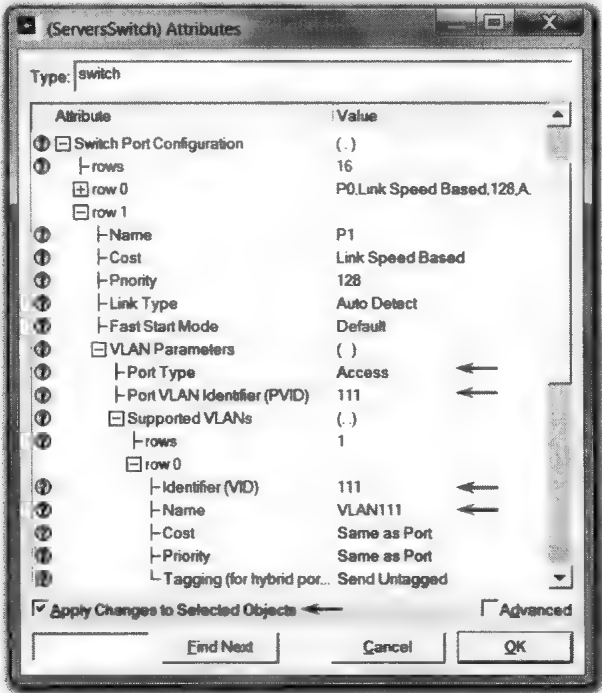 (ServersSwitch) Attributes
Type: switch
Attribute Value
Switch Port Configuration (.)
rows 16
row 0 P0,Link Speed Based,128,A
row 1
Name P1
Cost Link Speed Based
Priority 128
Link Type Auto Detect
Fast Start Mode Default
VLAN Parameters ( )
Port Type Access
Port VLAN Identifier (PVID) 111
Supported VLANs (..)
rows 1
row 0
Identifier (VID) 111
Name VLAN111
Cost Same as Port
Priority Same as Port
Tagging (for hybrid por... Send Untagged
Apply Changes to Selected Objects Advanced
Find Next Cancel OK